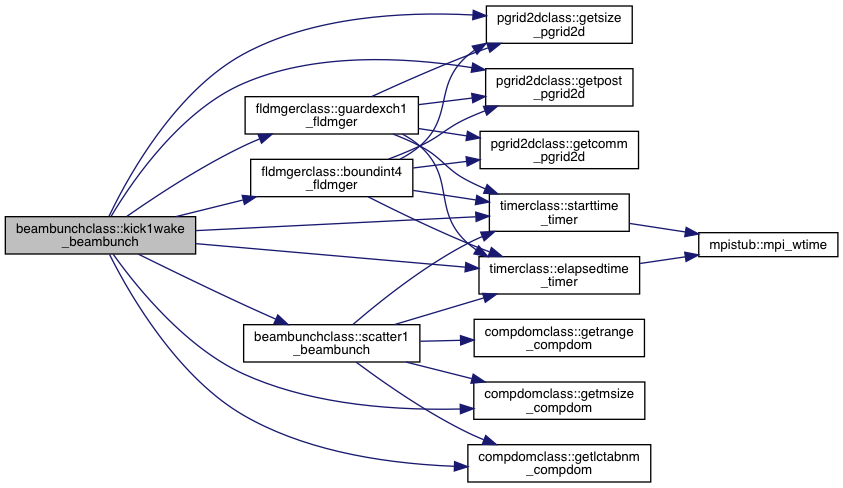 beambunchclass::kick1wake
_beambunch
fldmgerclass::guardexch1
_fldmger
fldmgerclass::boundint4
_fldmger
beambunchclass::scatter1
_beambunch
pgrid2dclass::getsize
_pgrid2d
pgrid2dclass::getpost
_pgrid2d
pgrid2dclass::getcomm
_pgrid2d
timerclass::starttime
_timer
timerclass::elapsedtime
_timer
compdomclass::getrange
_compdom
compdomclass::getmsize
_compdom
compdomclass::getlctabnm
_compdom
mpistub::mpi_wtime